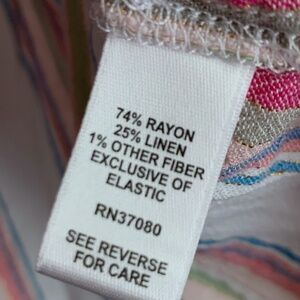 74% RAYON
25% LINEN
1% OTHER FIBER
EXCLUSIVE OF
ELASTIC
RN37080
SEE REVERSE
FOR CARE